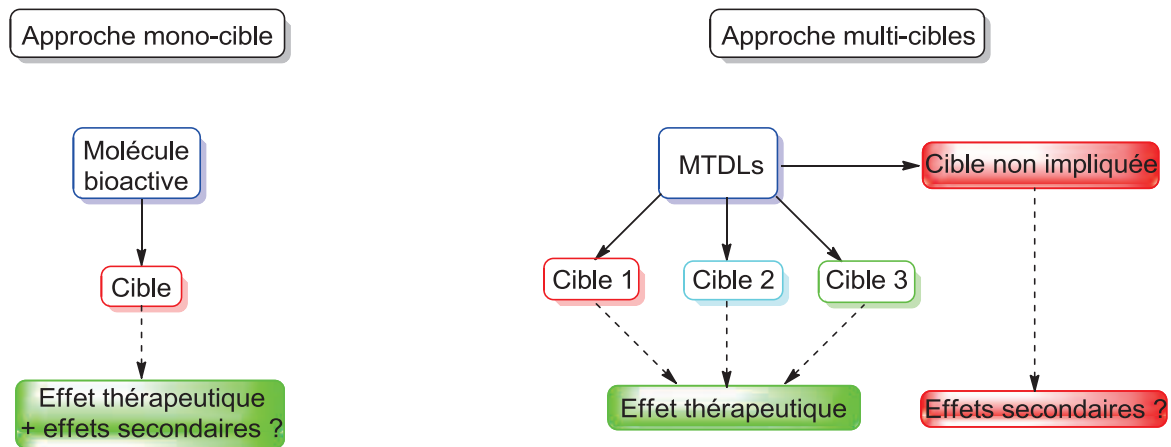 Approche mono-cible
Approche multi-cibles
Molécule
bioactive
MTDLs
Cible non impliquée
Cible
Cible 1
Cible 2
Cible 3
Effet thérapeutique
+ effets secondaires ?
Effet thérapeutique
Effets secondaires ?